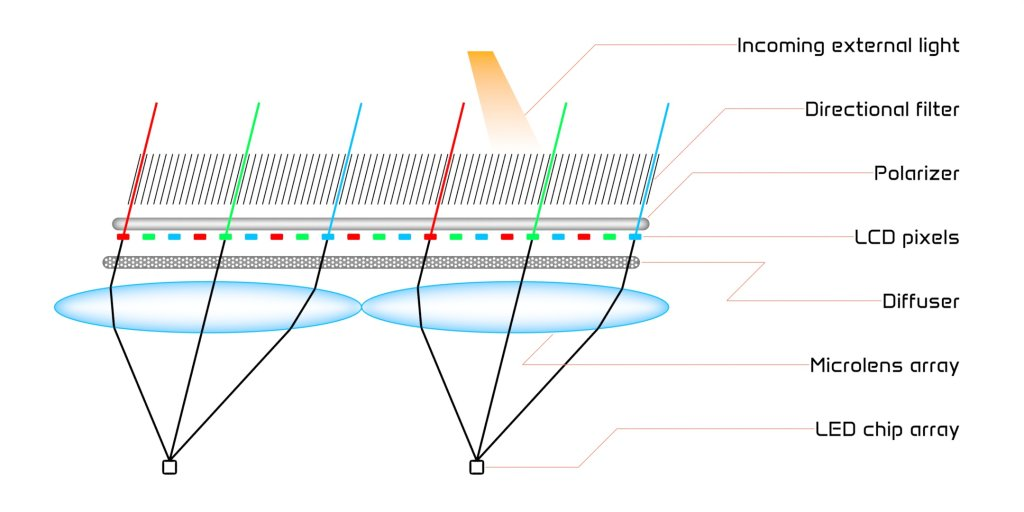 Incoming external light
Directional filter
Polarizer
LCD pixels
Diffuser
Microlens array
LED chip array